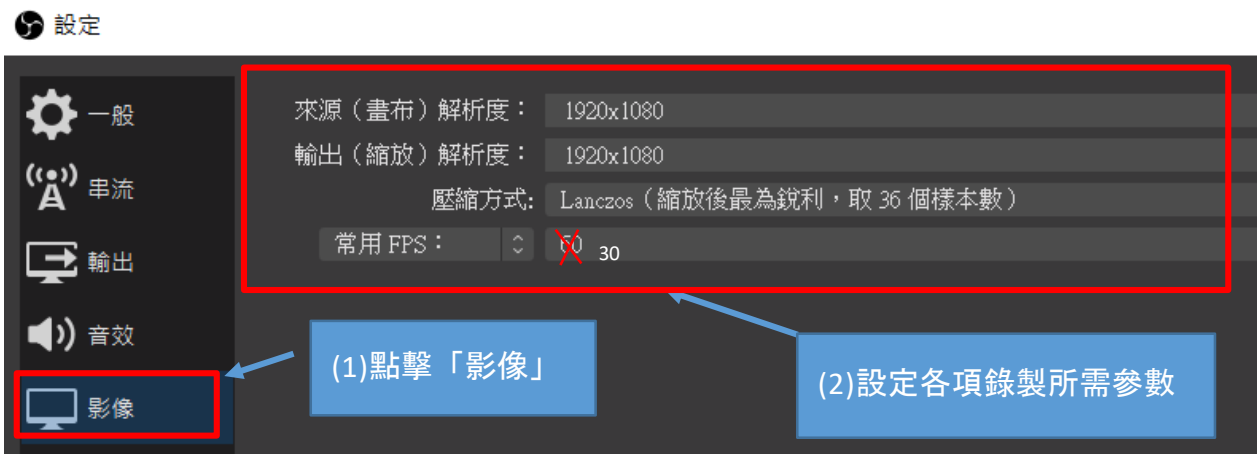 設定
一般
串流
輸出
音效
影像
來源（畫布）解析度： 1920x1080
輸出（縮放）解析度： 1920x1080
壓縮方式: Lanczos（縮放後最為銳利，取 36 個樣本數）
常用 FPS： 60 30
(1)點擊「影像」
(2)設定各項錄製所需參數